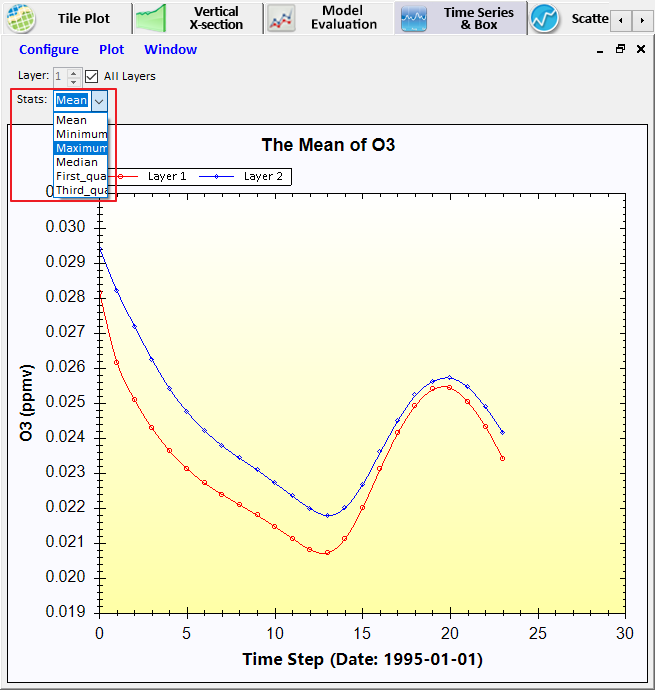 Tile Plot
Vertical
X-section
Model
Evaluation
Time Series
& Box
Scatte
Configure Plot Window
Layer: 1 All Layers
Stats: Mean
Mean
Minimum
Maximum
Median
First_qua
Third_qua
The Mean of O3
Layer 1 Layer 2
0.030
0.029
0.028
0.027
0.026
0.025
0.024
0.023
0.022
0.021
0.020
0.019
O3 (ppmv)
0 5 10 15 20 25 30
Time Step (Date: 1995-01-01)